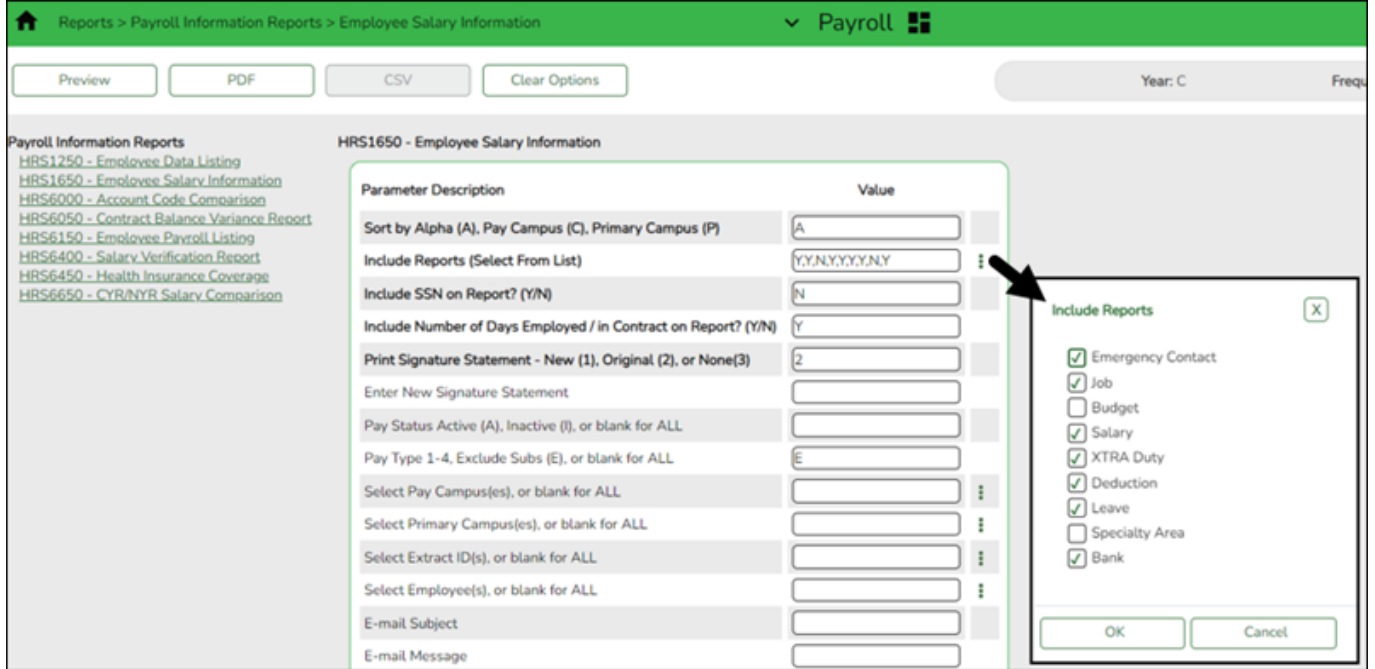 Reports > Payroll Information Reports > Employee Salary Information
Payroll
Preview
PDF
CSV
Clear Options
Year: C
Frequ
Payroll Information Reports
HRS1250 - Employee Data Listing
HRS1650 - Employee Salary Information
HRS6000 - Account Code Comparison
HRS6050 - Contract Balance Variance Report
HRS6150 - Employee Payroll Listing
HRS6400 - Salary Verification Report
HRS6450 - Health Insurance Coverage
HRS6650 - CYR/NYR Salary Comparison
HRS1650 - Employee Salary Information
Parameter Description Value
Sort by Alpha (A), Pay Campus (C), Primary Campus (P) A
Include Reports (Select From List) Y,Y,N,Y,Y,Y,Y,N,Y
Include SSN on Report? (Y/N) N
Include Number of Days Employed / in Contract on Report? (Y/N) Y
Print Signature Statement - New (1), Original (2), or None(3) 2
Enter New Signature Statement
Pay Status Active (A), Inactive (I), or blank for ALL
Pay Type 1-4, Exclude Subs (E), or blank for ALL E
Select Pay Campus(es), or blank for ALL
Select Primary Campus(es), or blank for ALL
Select Extract ID(s), or blank for ALL
Select Employee(s), or blank for ALL
E-mail Subject
E-mail Message
Include Reports X
Emergency Contact
Job
Budget
Salary
XTRA Duty
Deduction
Leave
Specialty Area
Bank
OK
Cancel